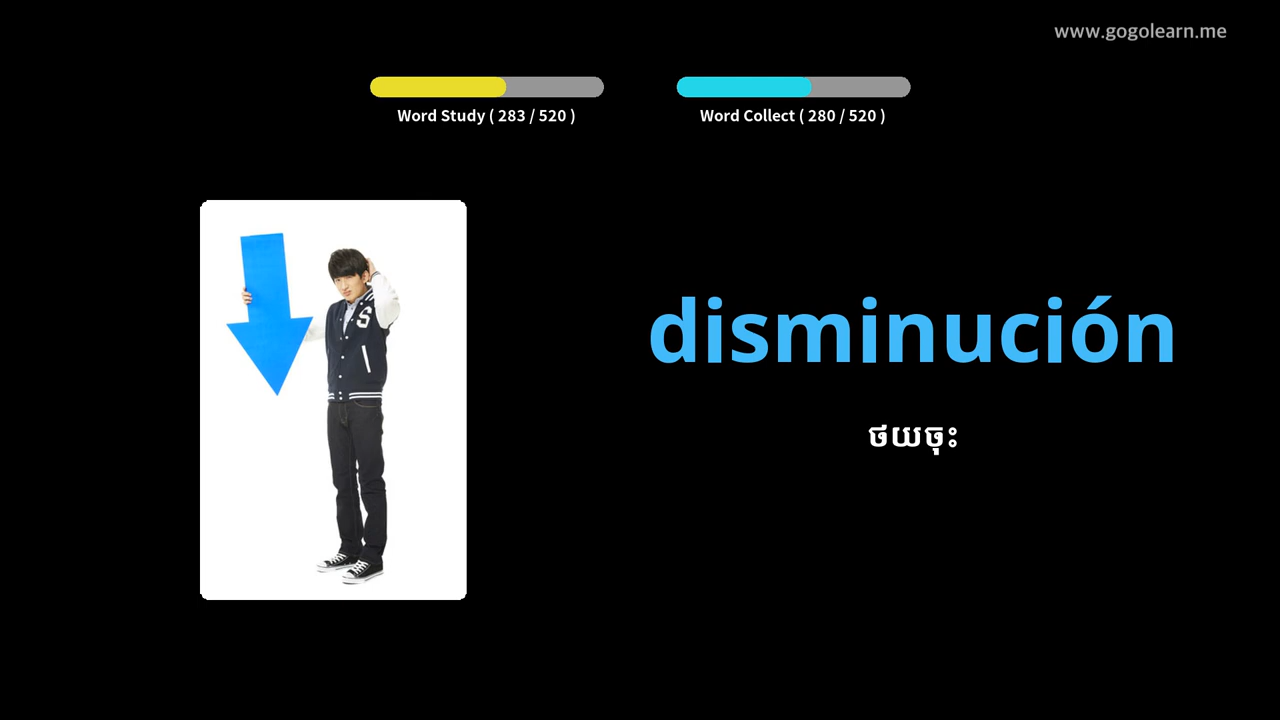 www.gogolearn.me
Word Study ( 283 / 520 )
Word Collect ( 280 / 520 )
S
disminución
ថយចុះ